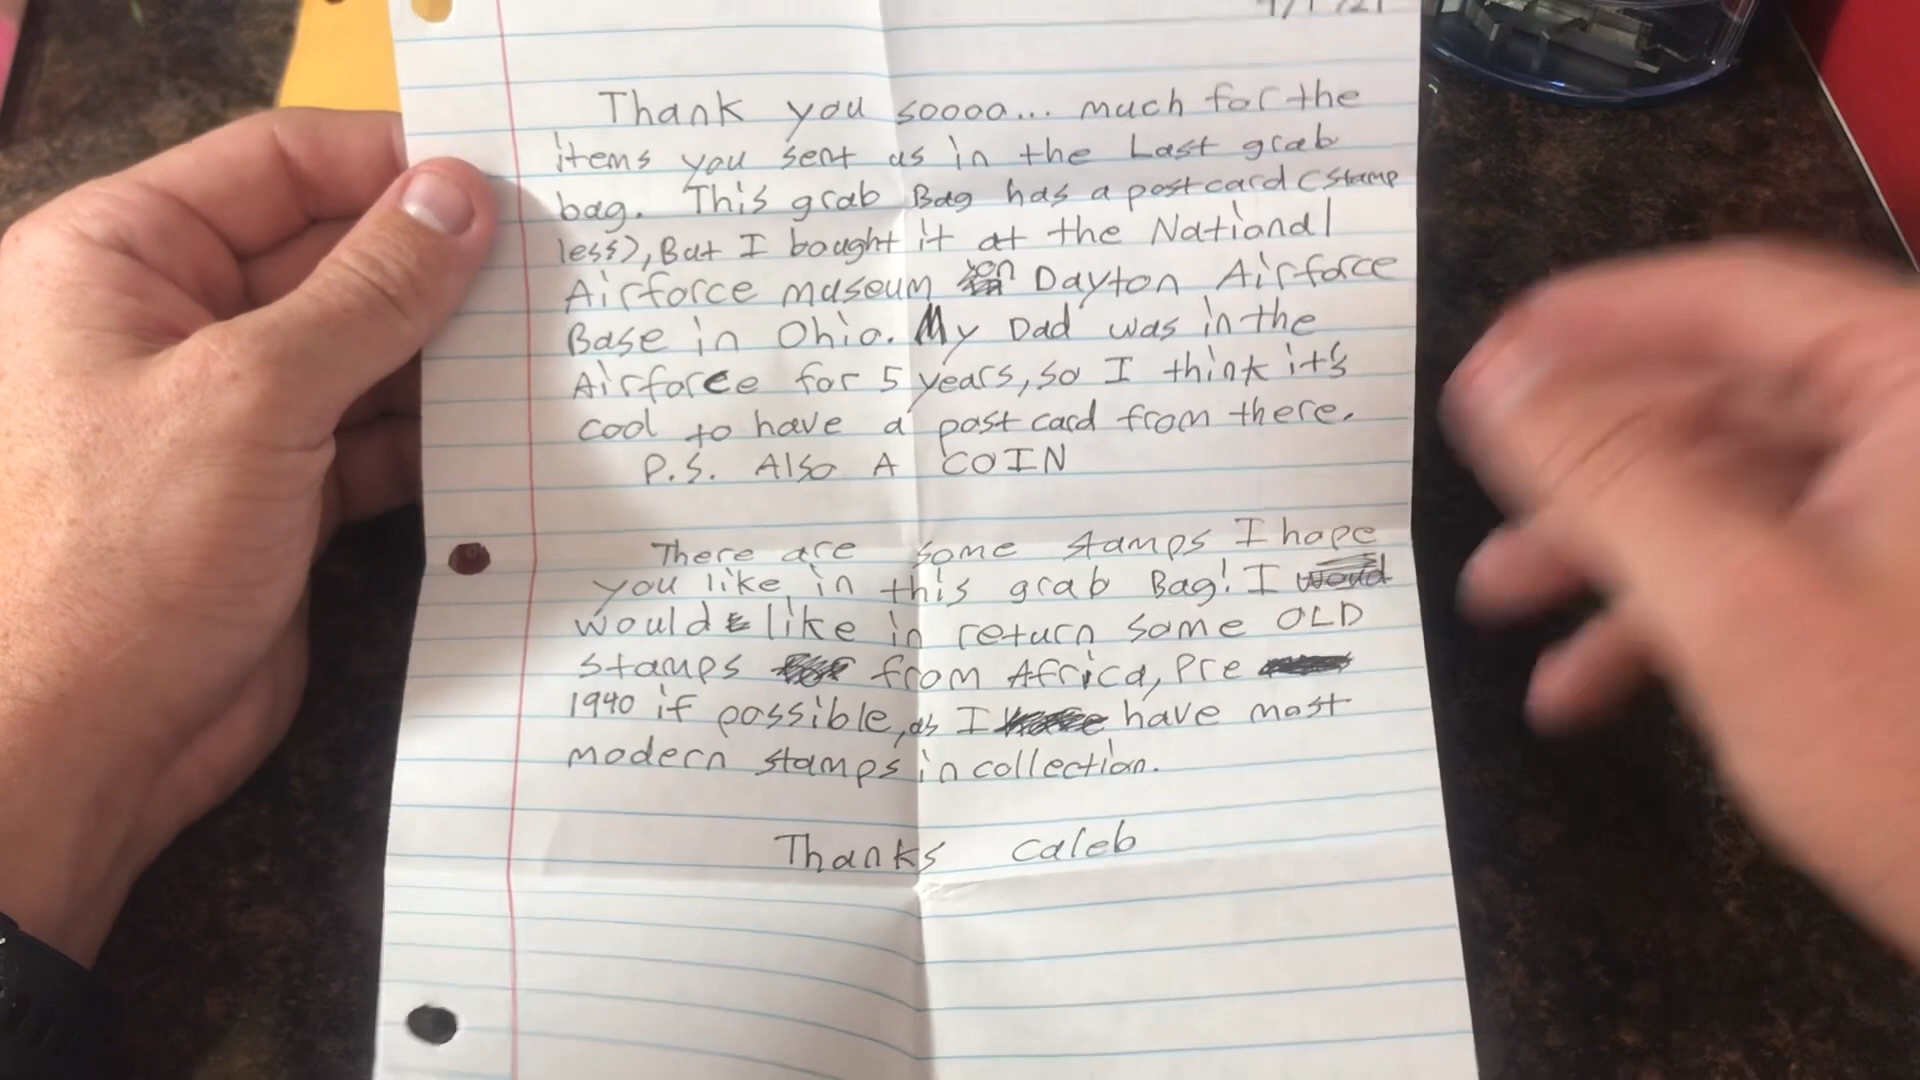 Thank you soooo... much for the
items you sent us in the Last grab
bag. This grab Bag has a postcard (stamp
less), But I bought it at the National
Airforce museum on Dayton Airforce
Base in Ohio. My Dad was in the
Airforce for 5 years, so I think it's
cool to have a post card from there.
P.S. Also A COIN
There are some stamps I hope
you like in this grab Bag! I would
would like in return some OLD
stamps from Africa, Pre
1940 if possible, as I have have most
modern stamps in collection.
Thanks Caleb